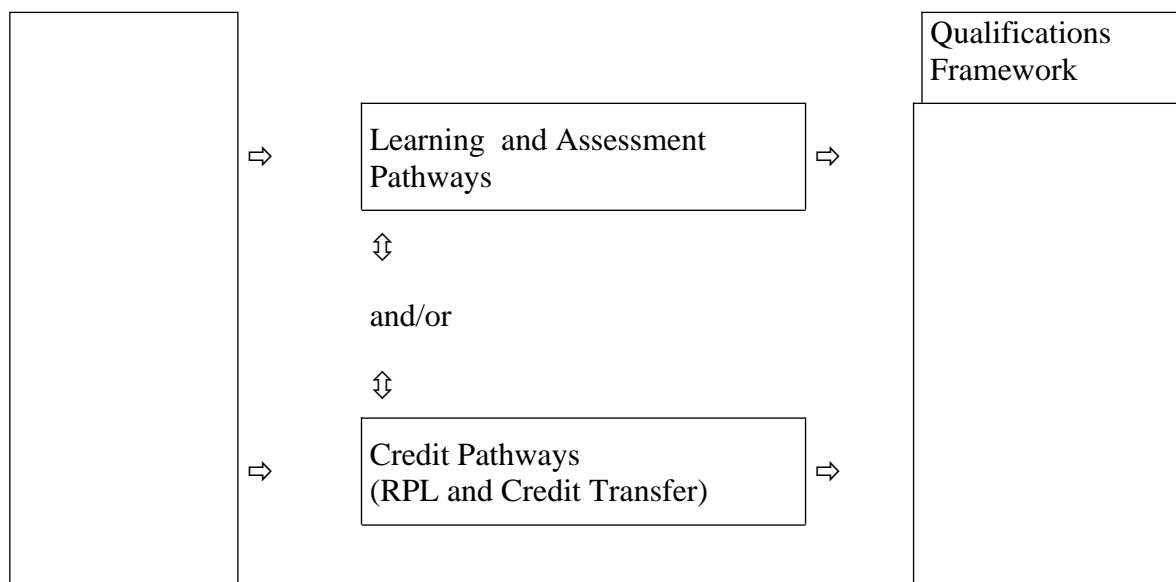 Qualifications
Framework
Learning and Assessment
Pathways
and/or
Credit Pathways
(RPL and Credit Transfer)